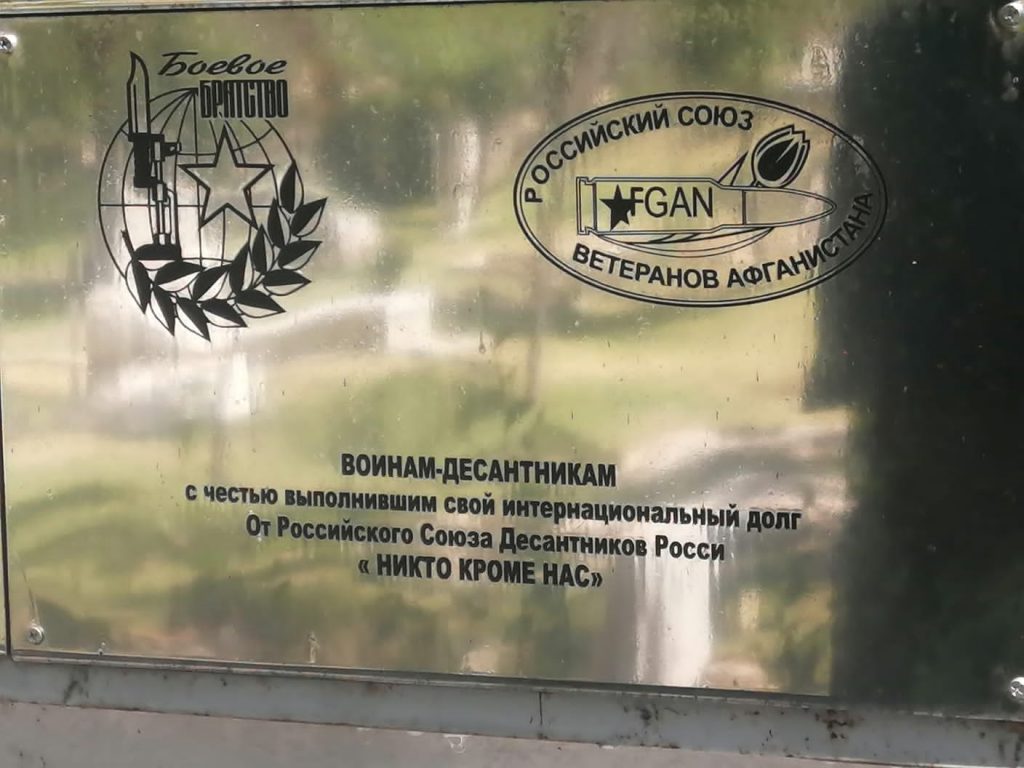 Боевое
БРАТСТВО
РОССИЙСКИЙ СОЮЗ
FGAN
ВЕТЕРАНОВ АФГАНИСТАНА
ВОИНАМ-ДЕСАНТНИКАМ
с честью выполнившим свой интернациональный долг
От Российского Союза Десантников Росси
« НИКТО КРОМЕ НАС»